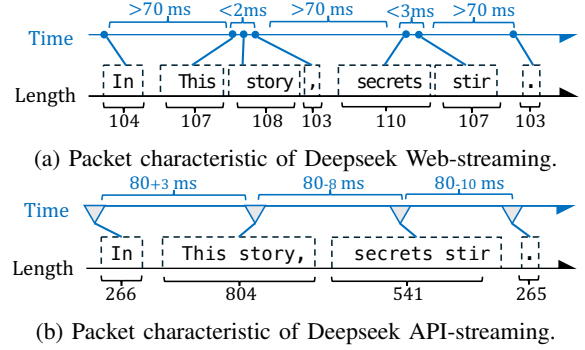 >70 ms <2ms >70 ms <3ms >70 ms
Time
In This story , secrets stir .
Length
104 107 108 103 110 107 103
(a) Packet characteristic of Deepseek Web-streaming.
80+3 ms 80-8 ms 80-10 ms
Time
In This story, secrets stir .
Length
266 804 541 265
(b) Packet characteristic of Deepseek API-streaming.